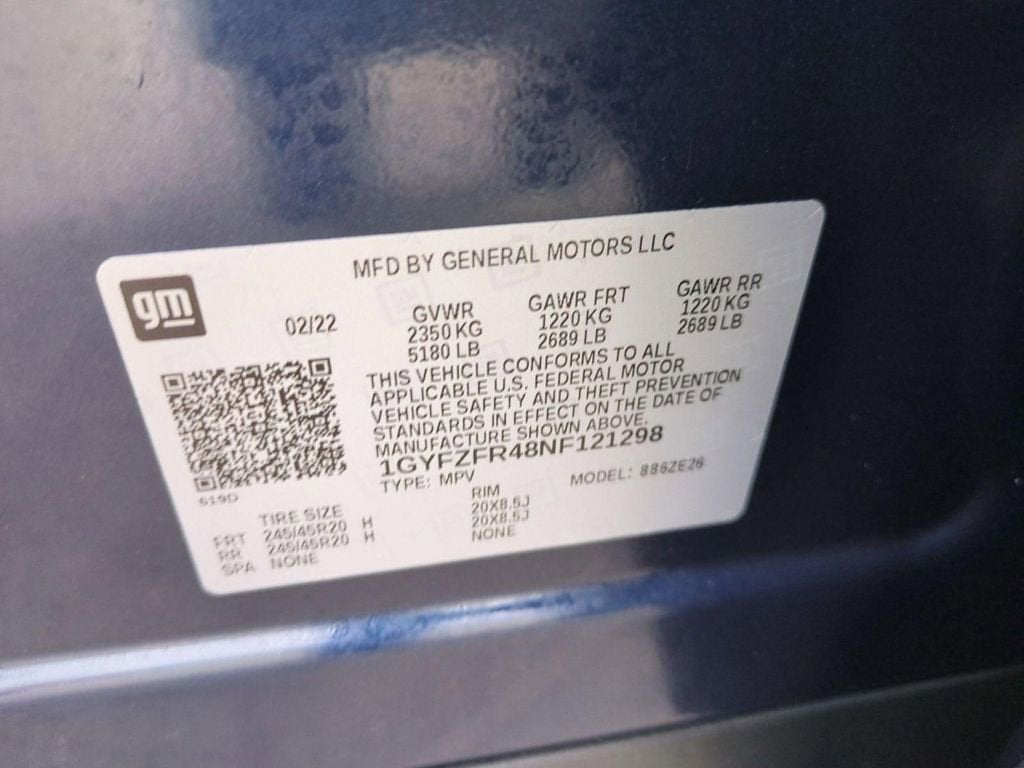 MFD BY GENERAL MOTORS LLC
gm
02/22
GVWR
2350 KG
5180 LB
GAWR FRT
1220 KG
2689 LB
GAWR RR
1220 KG
2689 LB
THIS VEHICLE CONFORMS TO ALL
APPLICABLE U.S. FEDERAL MOTOR
VEHICLE SAFETY AND THEFT PREVENTION
STANDARDS IN EFFECT ON THE DATE OF
MANUFACTURE SHOWN ABOVE.
1GYFZFR48NF121298
TYPE: MPV
MODEL: 886ZE26
619D
TIRE SIZE
RIM
FRT 245/45R20 H 20X8.5J
RR 245/45R20 H 20X8.5J
SPA NONE NONE